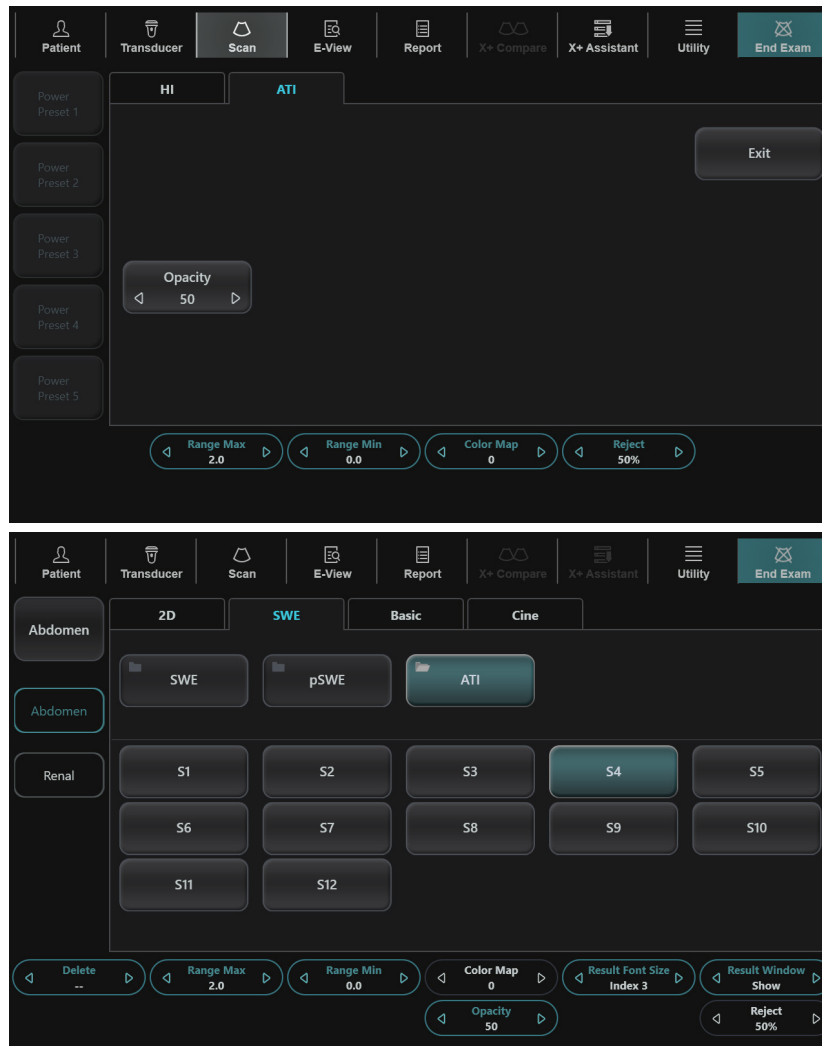 Patient
Transducer
Scan
E-View
Report
X+ Compare
X+ Assistant
Utility
End Exam
HI
ATI
Power
Preset 1
Power
Preset 2
Power
Preset 3
Power
Preset 4
Power
Preset 5
Exit
Opacity
50
Range Max
2.0
Range Min
0.0
Color Map
0
Reject
50%
Patient
Transducer
Scan
E-View
Report
X+ Compare
X+ Assistant
Utility
End Exam
Abdomen
Abdomen
Renal
2D
SWE
Basic
Cine
SWE
pSWE
ATI
S1
S2
S3
S4
S5
S6
S7
S8
S9
S10
S11
S12
Delete
--
Range Max
2.0
Range Min
0.0
Color Map
0
Result Font Size
Index 3
Result Window
Show
Opacity
50
Reject
50%